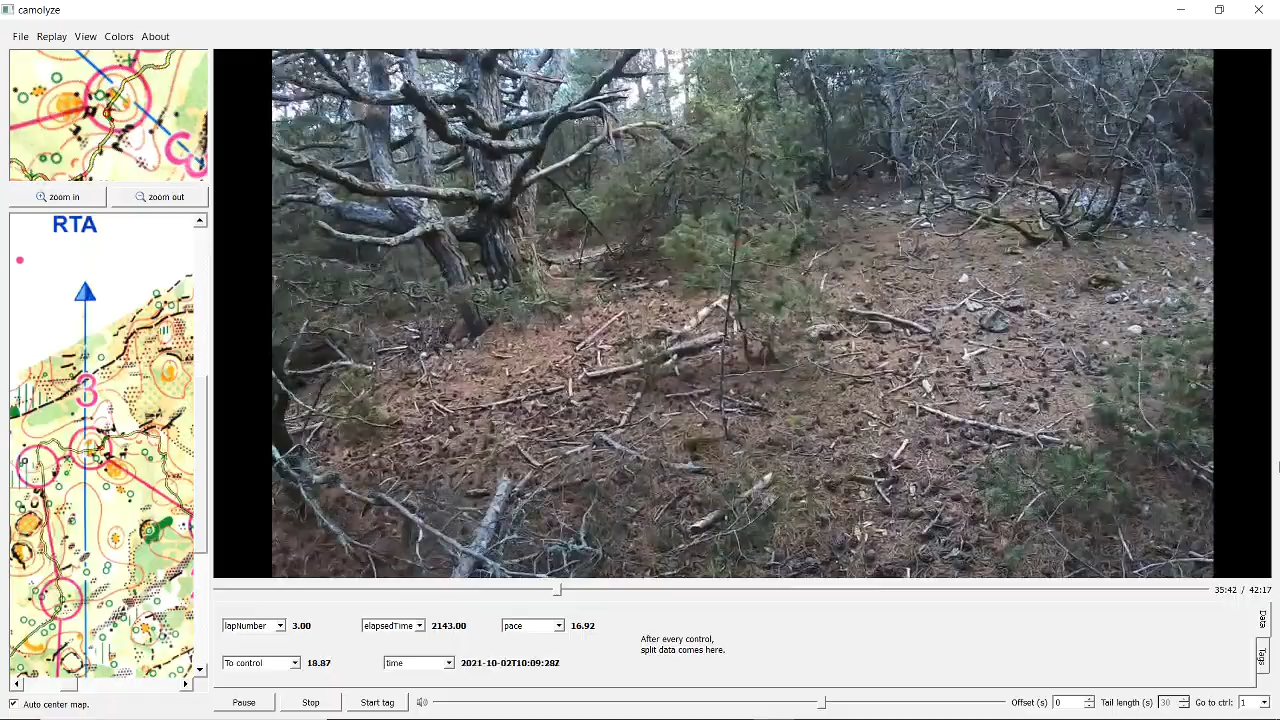 camolyze
File Replay View Colors About
zoom in zoom out
RTA
3
35:42 / 42:17
lapNumber 3.00 elapsedTime 2143.00 pace 16.92
After every control,
split data comes here.
To control 18.87 time 2021-10-02T10:09:28Z
Data
Tags
Auto center map.
Pause Stop Start tag Offset (s) 0 Tail length (s) 30 Go to ctrl: 1